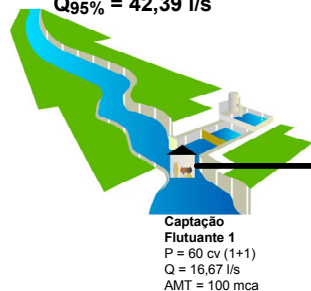 Q95% = 42,39 l/s
Captação
Flutuante 1
P = 60 cv (1+1)
Q = 16,67 l/s
AMT = 100 mca